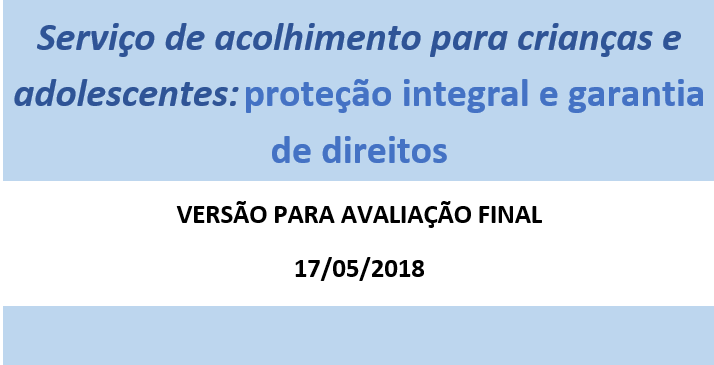 Serviço de acolhimento para crianças e
adolescentes: proteção integral e garantia
de direitos
VERSÃO PARA AVALIAÇÃO FINAL
17/05/2018